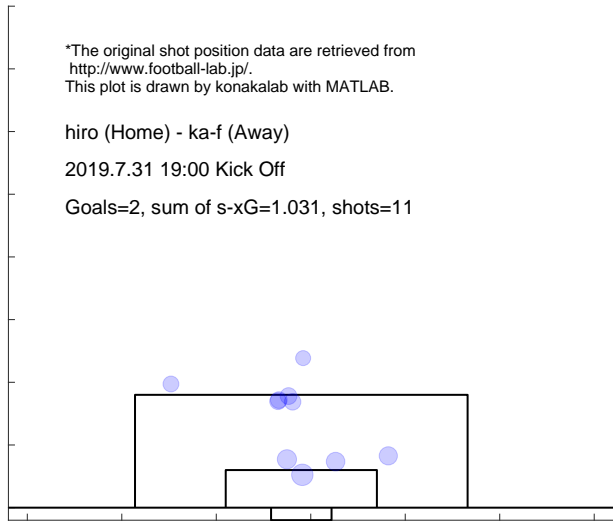 *The original shot position data are retrieved from
http://www.football-lab.jp/.
This plot is drawn by konakalab with MATLAB.
hiro (Home) - ka-f (Away)
2019.7.31 19:00 Kick Off
Goals=2, sum of s-xG=1.031, shots=11